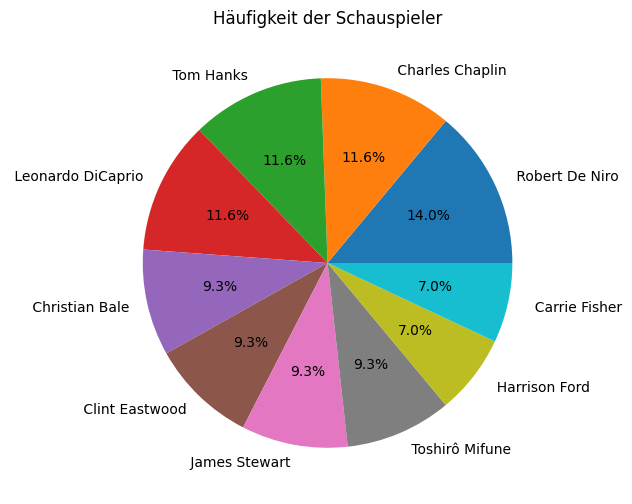 Häufigkeit der Schauspieler
Charles Chaplin
Tom Hanks
Robert De Niro
Leonardo DiCaprio
11.6%
11.6%
14.0%
11.6%
Christian Bale
9.3%
7.0%
Carrie Fisher
9.3%
7.0%
9.3%
9.3%
Harrison Ford
Clint Eastwood
Toshirô Mifune
James Stewart